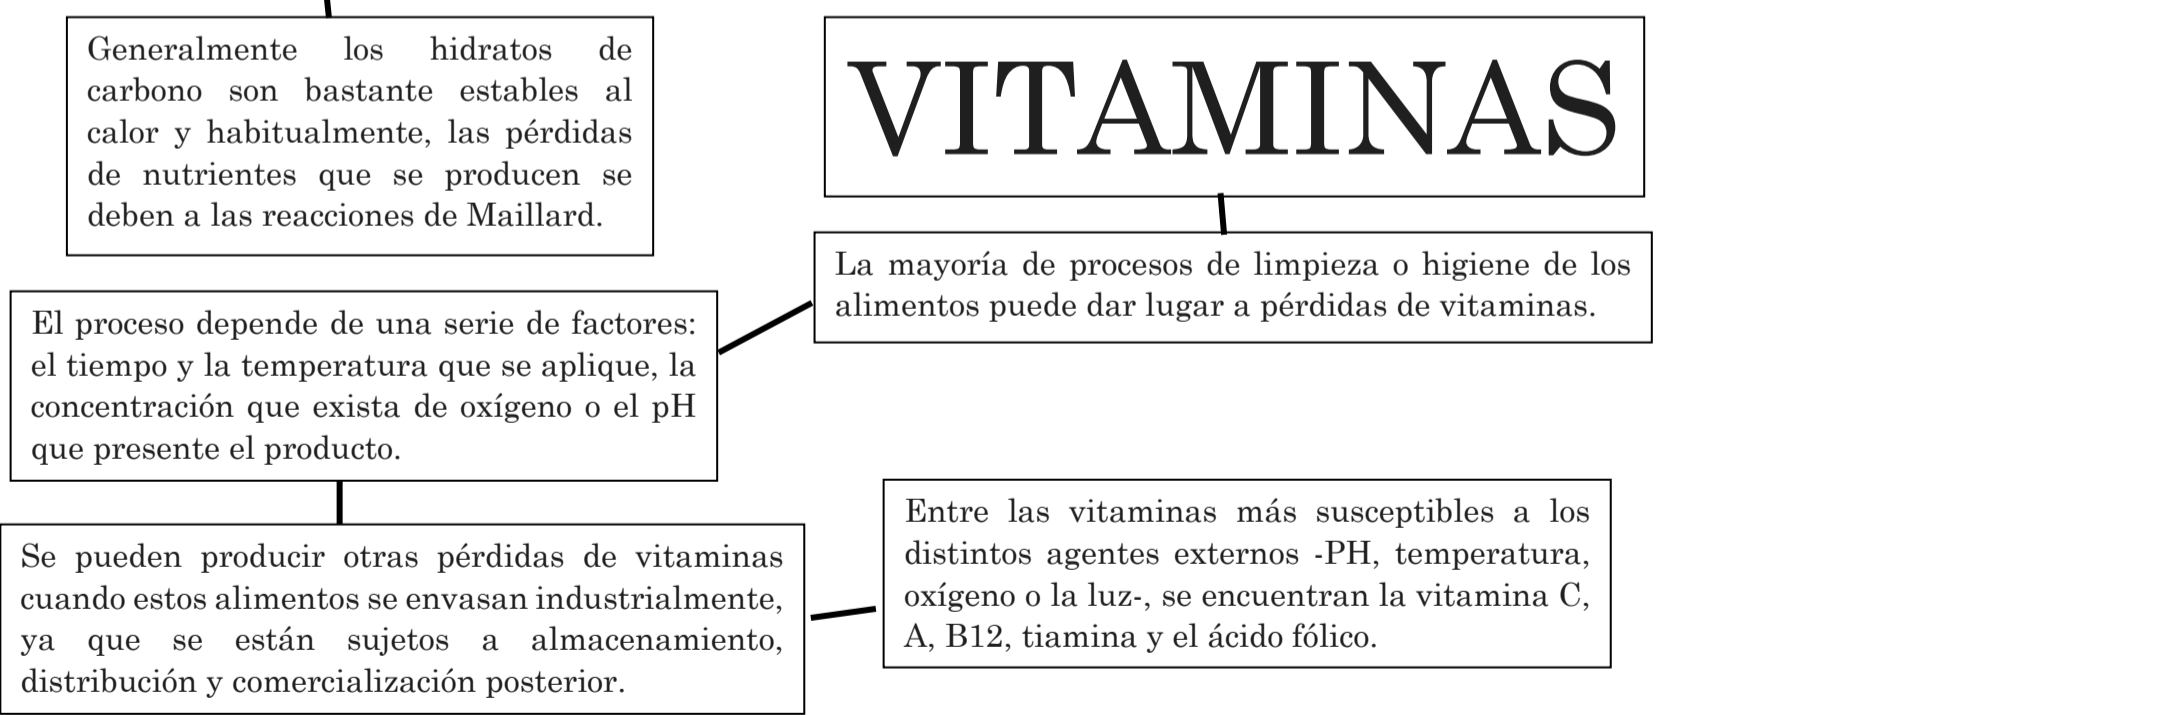 Generalmente los hidratos de
carbono son bastante estables al
calor y habitualmente, las pérdidas
de nutrientes que se producen se
deben a las reacciones de Maillard.
VITAMINAS
La mayoría de procesos de limpieza o higiene de los
alimentos puede dar lugar a pérdidas de vitaminas.
El proceso depende de una serie de factores:
el tiempo y la temperatura que se aplique, la
concentración que exista de oxígeno o el pH
que presente el producto.
Se pueden producir otras pérdidas de vitaminas
cuando estos alimentos se envasan industrialmente,
ya que se están sujetos a almacenamiento,
distribución y comercialización posterior.
Entre las vitaminas más susceptibles a los
distintos agentes externos -PH, temperatura,
oxígeno o la luz-, se encuentran la vitamina C,
A, B12, tiamina y el ácido fólico.